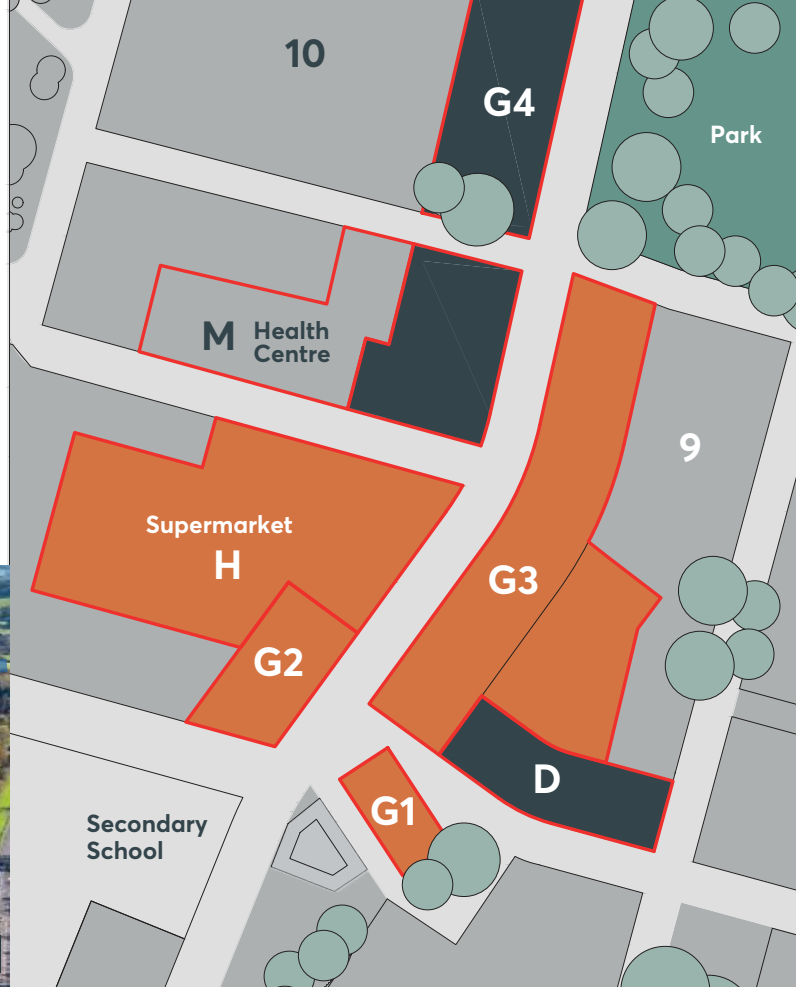 10
G4
Park
M
Health
Centre
9
Supermarket
H
G3
G2
D
G1
Secondary
School